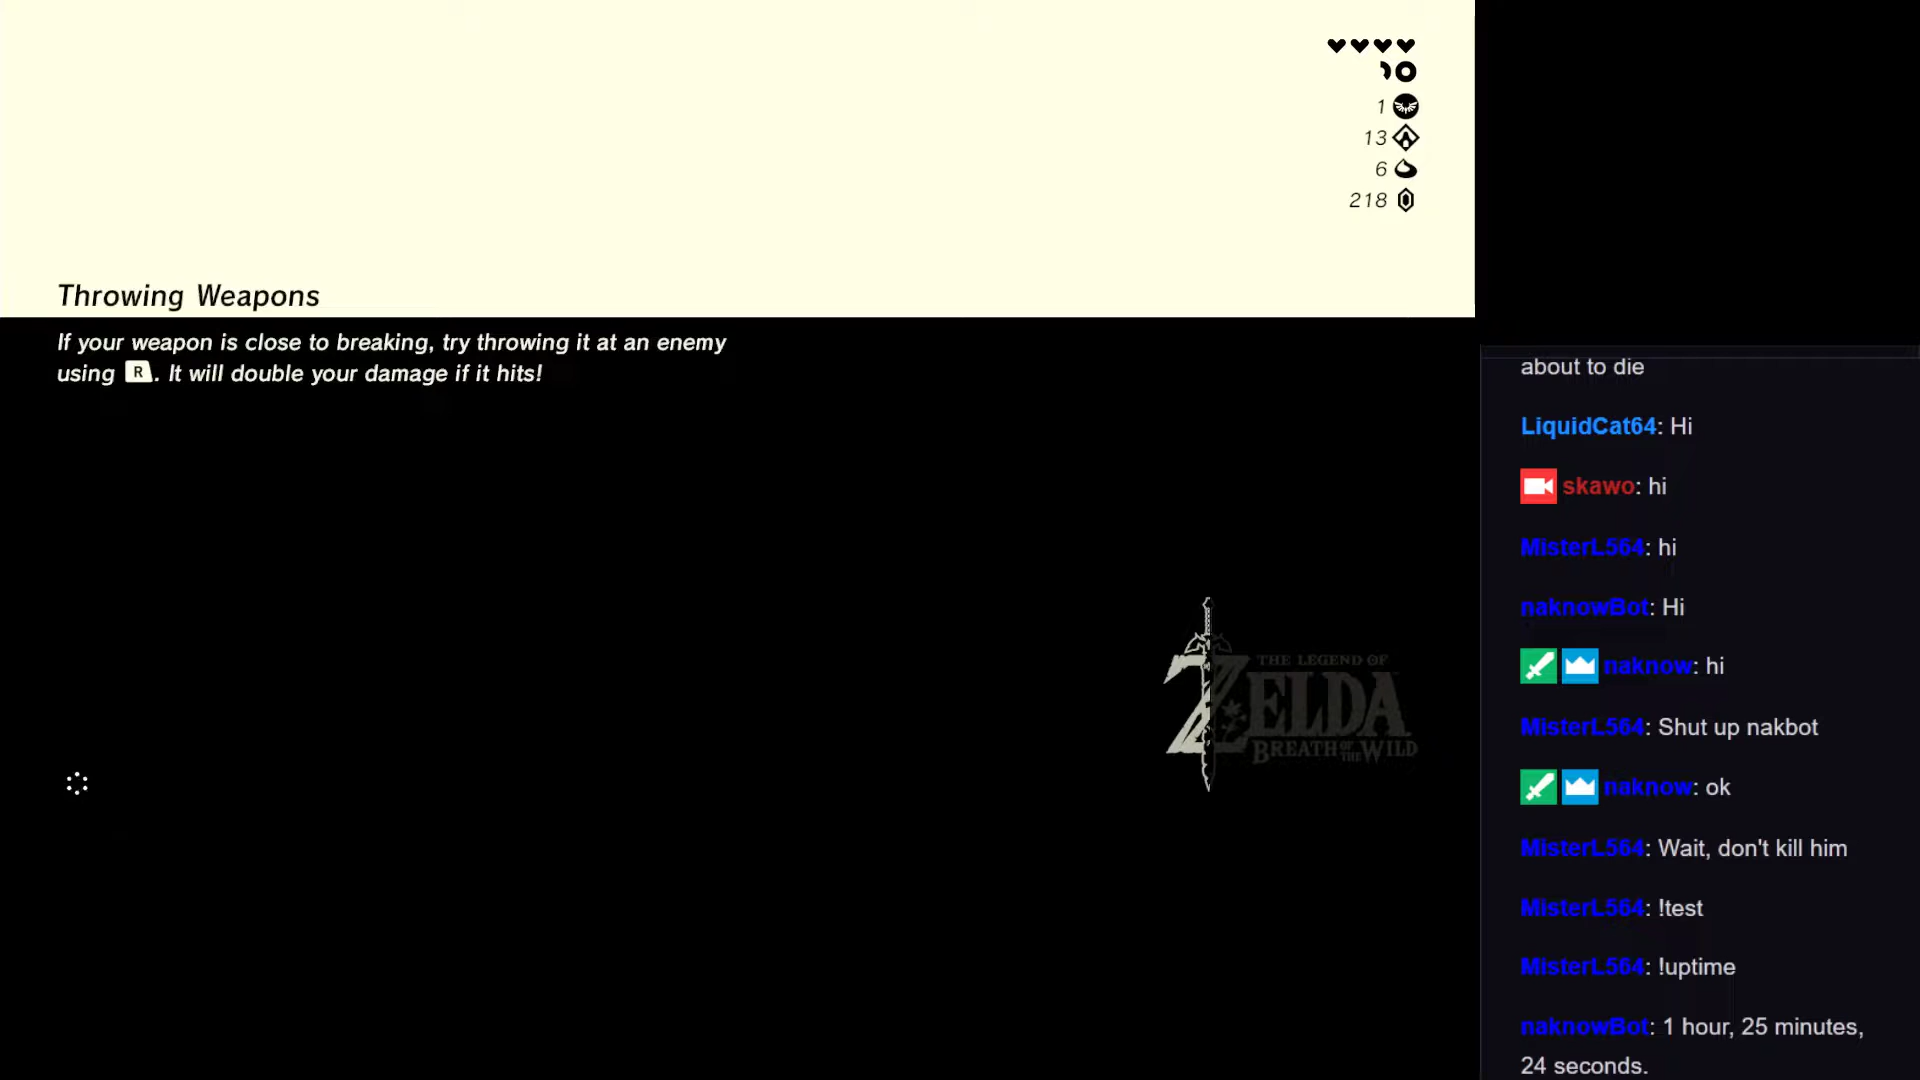 1
13
6
218
Throwing Weapons
If your weapon is close to breaking, try throwing it at an enemy
using R. It will double your damage if it hits!
THE LEGEND OF
ZELDA
BREATH OF THE WILD
about to die
LiquidCat64: Hi
skawo: hi
MisterL564: hi
naknowBot: Hi
naknow: hi
MisterL564: Shut up nakbot
naknow: ok
MisterL564: Wait, don't kill him
MisterL564: !test
MisterL564: !uptime
naknowBot: 1 hour, 25 minutes,
24 seconds.